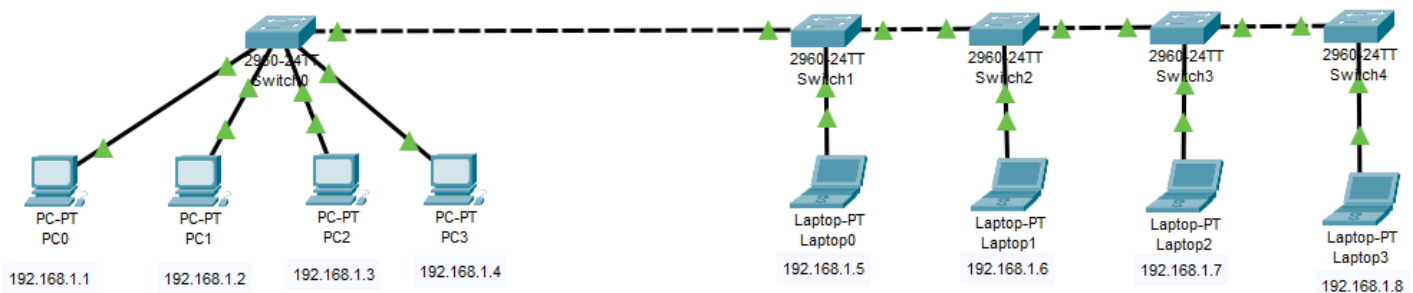 2960-24TT
Switch0
2960-24TT
Switch1
2960-24TT
Switch2
2960-24TT
Switch3
2960-24TT
Switch4
PC-PT
PC0
192.168.1.1
PC-PT
PC1
192.168.1.2
PC-PT
PC2
192.168.1.3
PC-PT
PC3
192.168.1.4
Laptop-PT
Laptop0
192.168.1.5
Laptop-PT
Laptop1
192.168.1.6
Laptop-PT
Laptop2
192.168.1.7
Laptop-PT
Laptop3
192.168.1.8